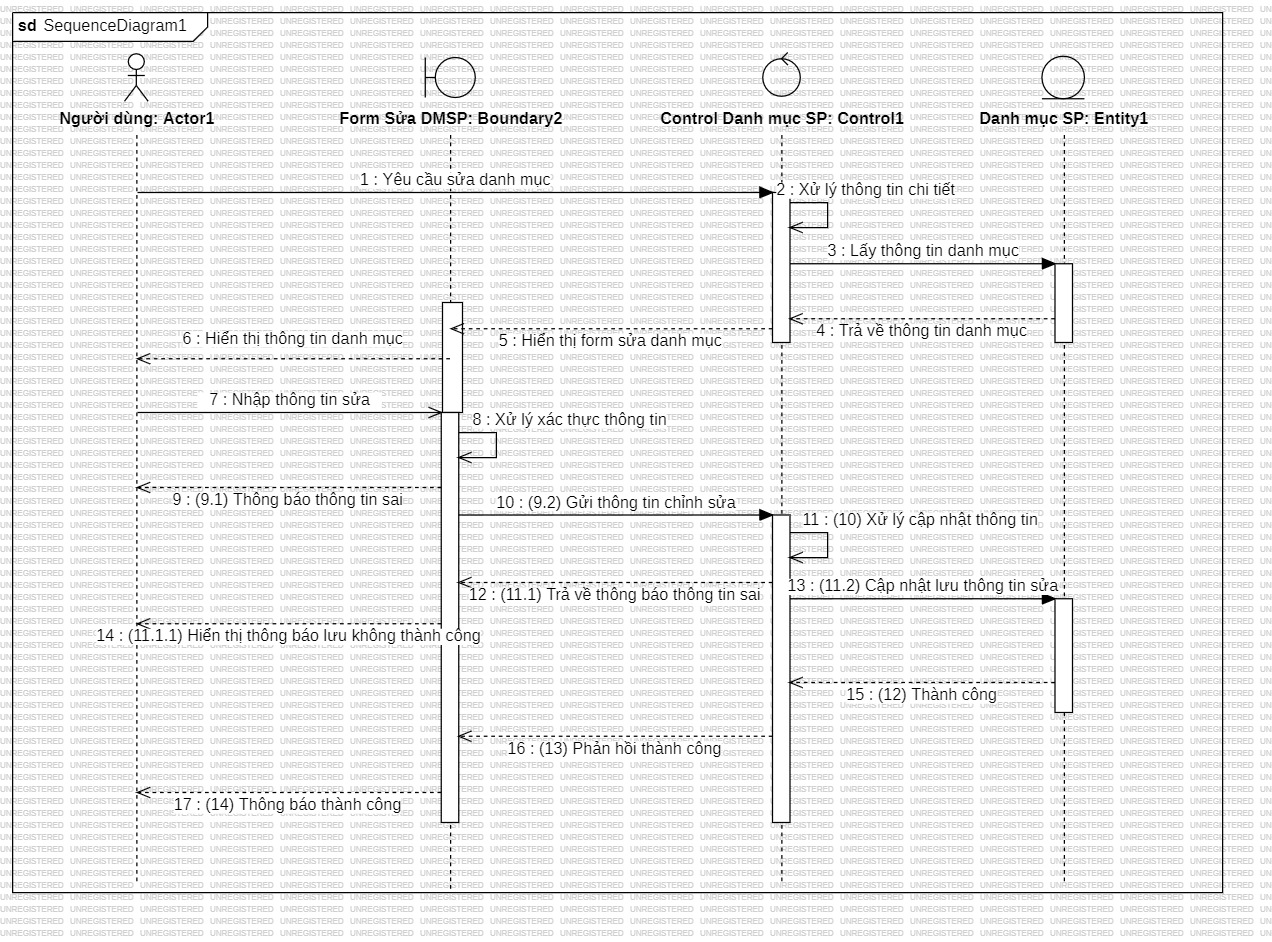 sd SequenceDiagram1
Người dùng: Actor1
Form Sửa DMSP: Boundary2
Control Danh mục SP: Control1
Danh mục SP: Entity1
1 : Yêu cầu sửa danh mục
2 : Xử lý thông tin chi tiết
3 : Lấy thông tin danh mục
4 : Trả về thông tin danh mục
5 : Hiển thị form sửa danh mục
6 : Hiển thị thông tin danh mục
7 : Nhập thông tin sửa
8 : Xử lý xác thực thông tin
9 : (9.1) Thông báo thông tin sai
10 : (9.2) Gửi thông tin chỉnh sửa
11 : (10) Xử lý cập nhật thông tin
12 : (11.1) Trả về thông báo thông tin sai
13 : (11.2) Cập nhật lưu thông tin sửa
14 : (11.1.1) Hiển thị thông báo lưu không thành công
15 : (12) Thành công
16 : (13) Phản hồi thành công
17 : (14) Thông báo thành công
UNREGISTERED